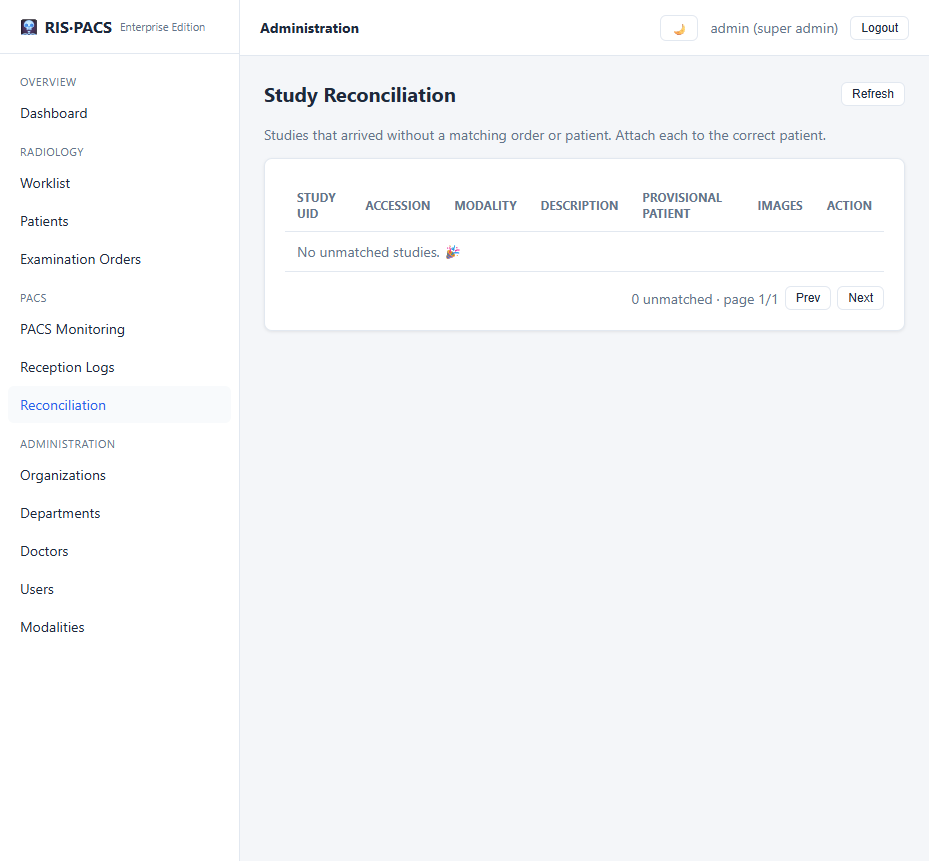 RIS·PACS Enterprise Edition
OVERVIEW
Dashboard
RADIOLOGY
Worklist
Patients
Examination Orders
PACS
PACS Monitoring
Reception Logs
Reconciliation
ADMINISTRATION
Organizations
Departments
Doctors
Users
Modalities
Administration
admin (super admin)
Logout
Study Reconciliation
Refresh
Studies that arrived without a matching order or patient. Attach each to the correct patient.
STUDY UID ACCESSION MODALITY DESCRIPTION PROVISIONAL PATIENT IMAGES ACTION
No unmatched studies. 🎉
0 unmatched · page 1/1 Prev Next